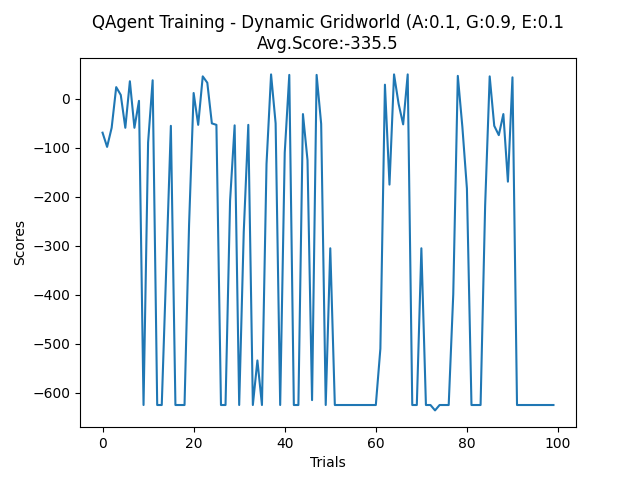 QAgent Training - Dynamic Gridworld (A:0.1, G:0.9, E:0.1
Avg.Score:-335.5
0
−100
−200
−300
−400
−500
−600
Scores
0 20 40 60 80 100
Trials